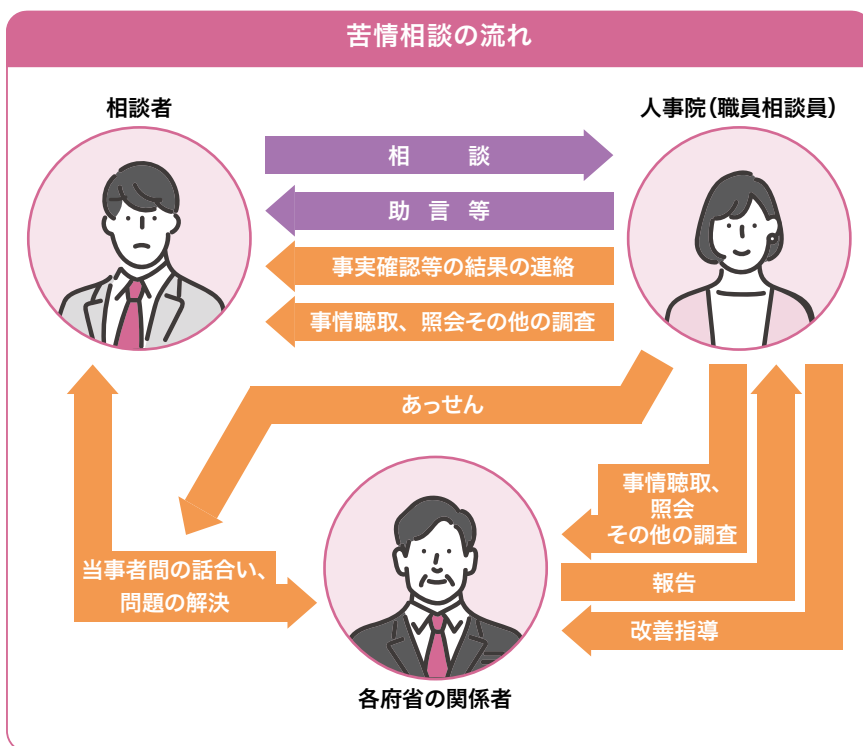 苦情相談の流れ
相談者
人事院(職員相談員)
相談
助言等
事実確認等の結果の連絡
事情聴取、照会その他の調査
あっせん
事情聴取、
照会
その他の調査
当事者間の話合い、
問題の解決
報告
改善指導
各府省の関係者